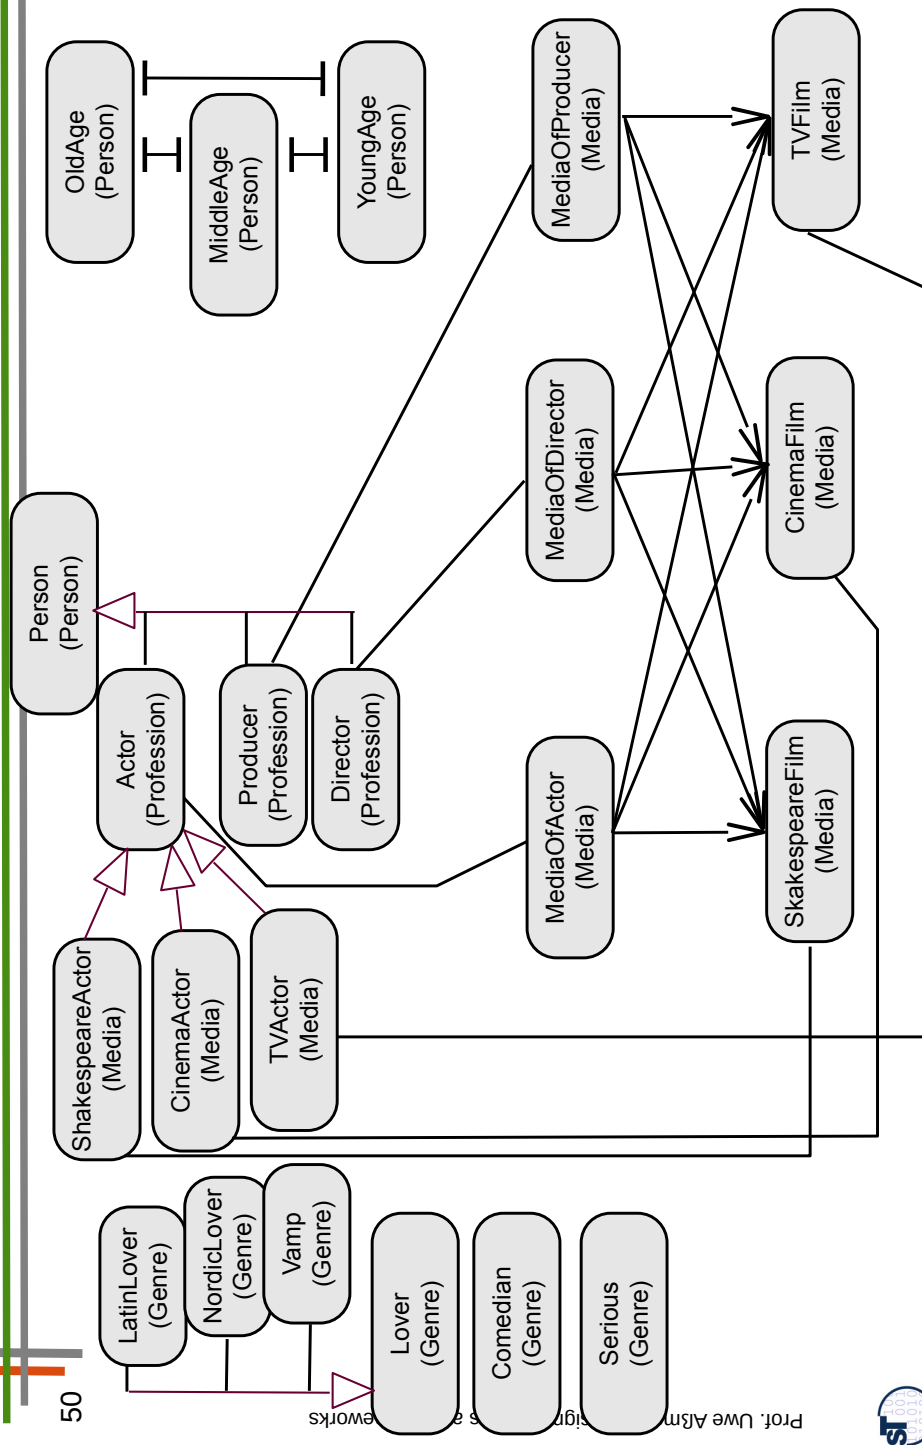 50
LatinLover
(Genre)
NordicLover
(Genre)
Vamp
(Genre)
Lover
(Genre)
Comedian
(Genre)
Serious
(Genre)
ShakespeareActor
(Media)
CinemaActor
(Media)
TVActor
(Media)
Person
(Person)
Actor
(Profession)
Producer
(Profession)
Director
(Profession)
OldAge
(Person)
MiddleAge
(Person)
YoungAge
(Person)
MediaOfActor
(Media)
MediaOfDirector
(Media)
MediaOfProducer
(Media)
SkakespeareFilm
(Media)
CinemaFilm
(Media)
TVFilm
(Media)
Prof. Uwe
ST